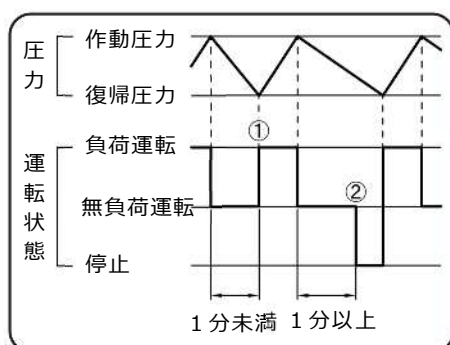 圧力
作動圧力
復帰圧力
運転状態
負荷運転
無負荷運転
停止
①
②
1分未満
1分以上